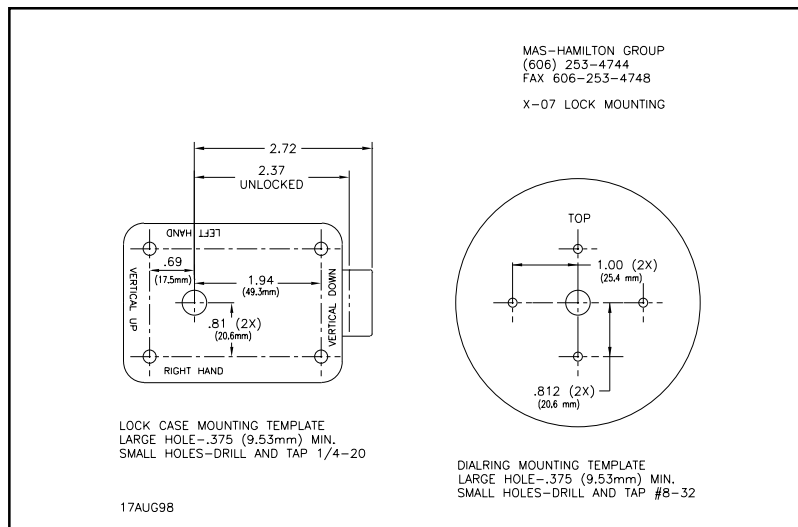 MAS-HAMILTON GROUP
(606) 253-4744
FAX 606-253-4748
X-07 LOCK MOUNTING
2.72
2.37
UNLOCKED
LEFT HAND
.69
(17.5mm)
1.94
(49.3mm)
VERTICAL UP
VERTICAL DOWN
.81 (2X)
(20.6mm)
RIGHT HAND
TOP
1.00 (2X)
(25.4 mm)
.812 (2X)
(20.6 mm)
LOCK CASE MOUNTING TEMPLATE
LARGE HOLE-.375 (9.53mm) MIN.
SMALL HOLES-DRILL AND TAP 1/4-20
DIALRING MOUNTING TEMPLATE
LARGE HOLE-.375 (9.53mm) MIN.
SMALL HOLES-DRILL AND TAP #8-32
17AUG98